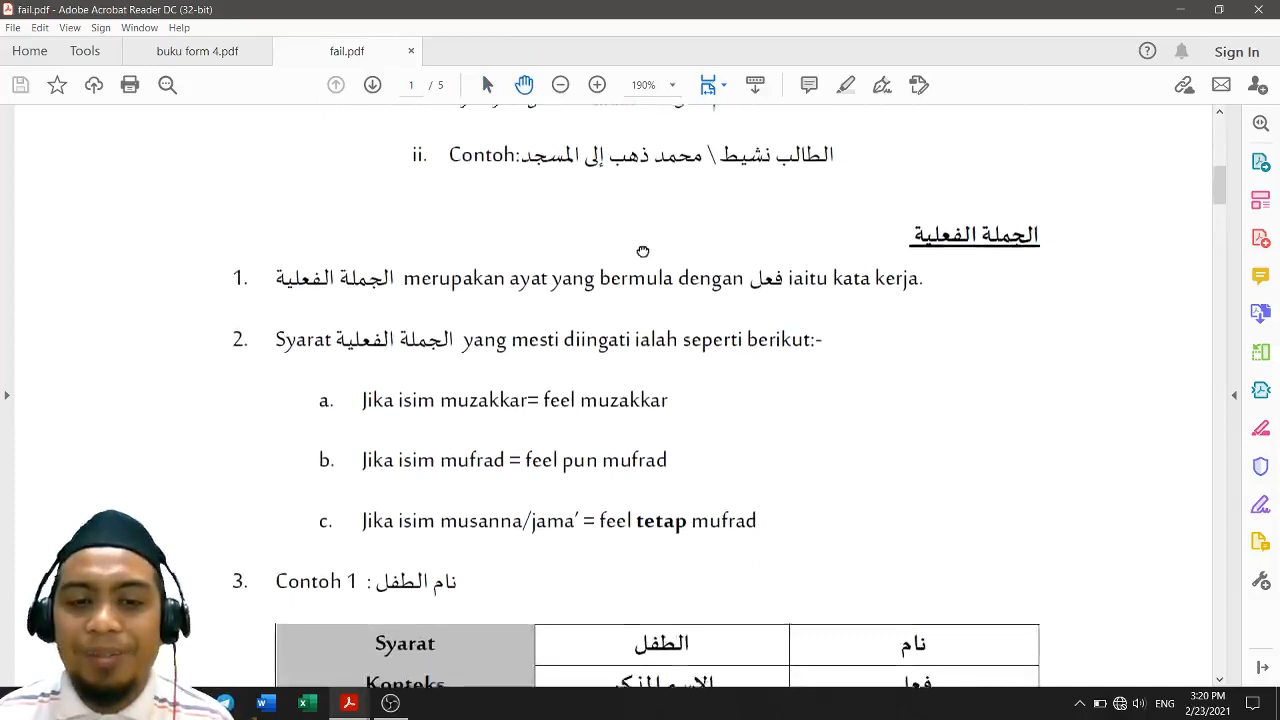 fail.pdf - Adobe Acrobat Reader DC (32-bit)
File Edit View Sign Window Help
Home Tools buku form 4.pdf fail.pdf Sign In
1 / 5 190%
ii. Contoh: الطالب نشيط \ محمد ذهب إلى المسجد
الجملة الفعلية
1. الجملة الفعلية merupakan ayat yang bermula dengan فعل iaitu kata kerja.
2. Syarat الجملة الفعلية yang mesti diingati ialah seperti berikut:-
a. Jika isim muzakkar= feel muzakkar
b. Jika isim mufrad = feel pun mufrad
c. Jika isim musanna/jama’ = feel tetap mufrad
3. Contoh 1 : نام الطفل
Syarat الطفل نام
Konteks الاسم المذكر فعل
ENG 3:20 PM
2/23/2021